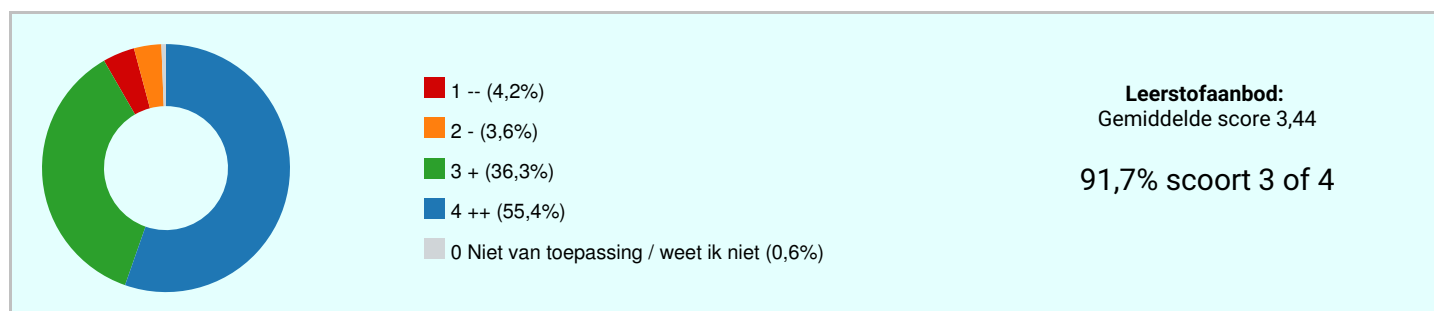 1 -- (4,2%)
2 - (3,6%)
3 + (36,3%)
4 ++ (55,4%)
0 Niet van toepassing / weet ik niet (0,6%)
Leerstofaanbod:
Gemiddelde score 3,44
91,7% scoort 3 of 4